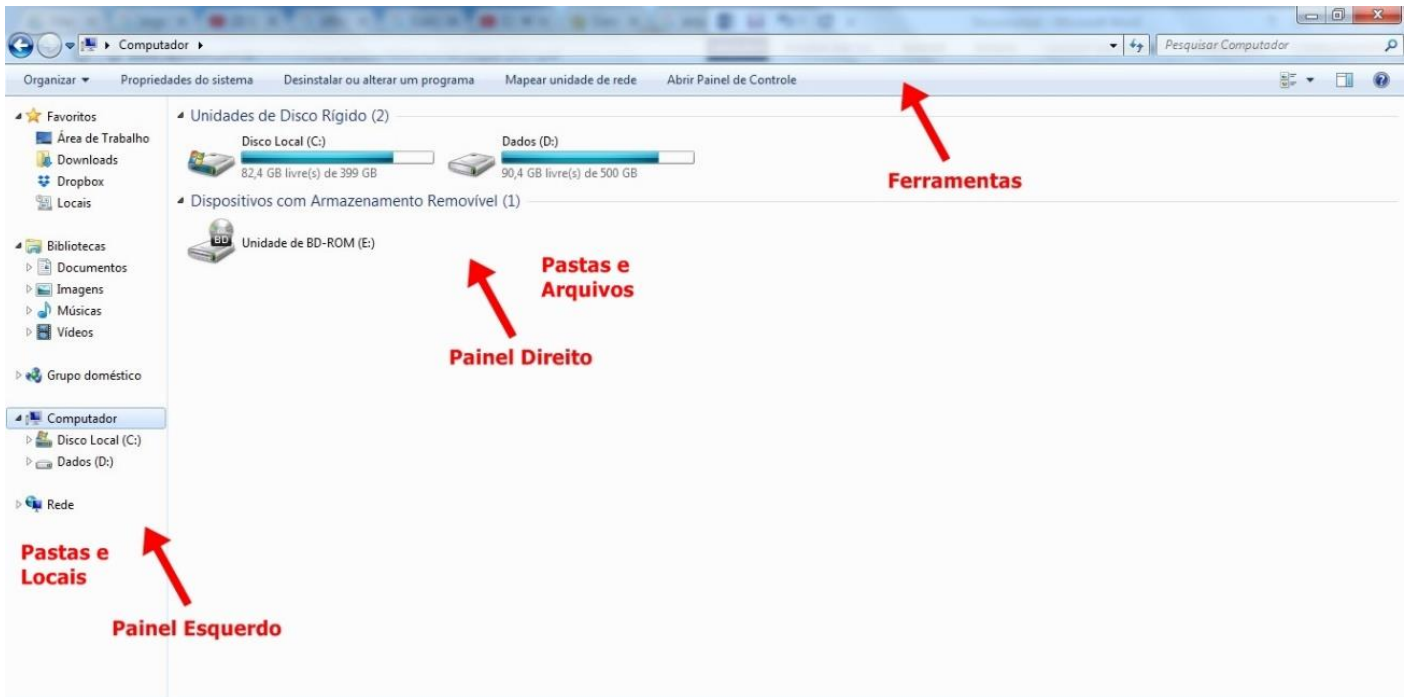 Computador
Pesquisar Computador
Organizar
Propriedades do sistema
Desinstalar ou alterar um programa
Mapear unidade de rede
Abrir Painel de Controle
Favoritos
Área de Trabalho
Downloads
Dropbox
Locais
Bibliotecas
Documentos
Imagens
Músicas
Vídeos
Grupo doméstico
Computador
Disco Local (C:)
Dados (D:)
Rede
Pastas e
Locais
Painel Esquerdo
Unidades de Disco Rígido (2)
Disco Local (C:)
82,4 GB livre(s) de 399 GB
Dados (D:)
90,4 GB livre(s) de 500 GB
Dispositivos com Armazenamento Removível (1)
BD
Unidade de BD-ROM (E:)
Pastas e
Arquivos
Painel Direito
Ferramentas